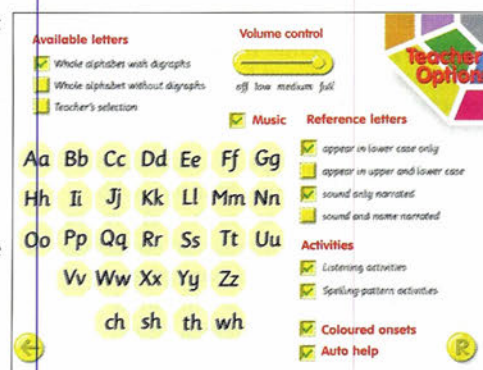 Available letters
Whole alphabet with digraphs
Whole alphabet without digraphs
Teacher's selection
Volume control
off low medium full
Teacher
Options
Music
Reference letters
appear in lower case only
appear in upper and lower case
sound only narrated
sound and name narrated
Aa Bb Cc Dd Ee Ff Gg
Hh Ii Jj Kk Ll Mm Nn
Oo Pp Qq Rr Ss Tt Uu
Vv Ww Xx Yy Zz
ch sh th wh
Activities
Listening activities
Spelling-pattern activities
Coloured onsets
Auto help
R